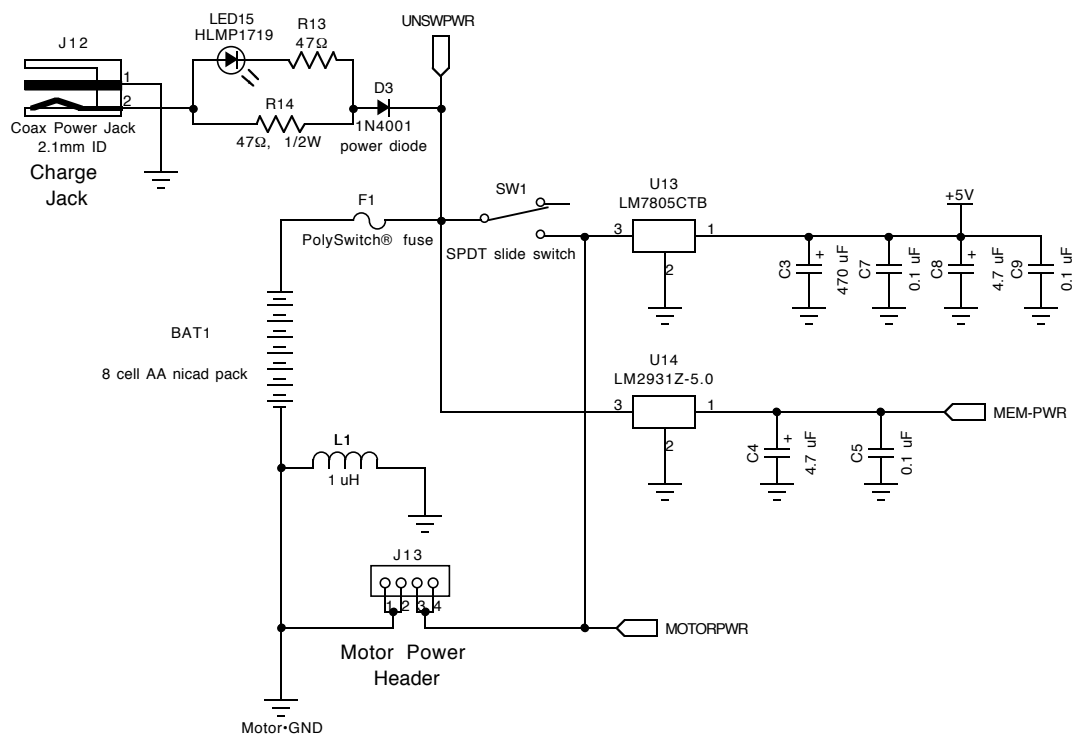 LED15
HLMP1719
R13
47Ω
UNSWPWR
J12
1
2
Coax Power Jack
2.1mm ID
Charge
Jack
R14
47Ω, 1/2W
D3
1N4001
power diode
F1
PolySwitch® fuse
SW1
SPDT slide switch
U13
LM7805CTB
3
1
2
+5V
C3
+
470 uF
C7
0.1 uF
C8
+
4.7 uF
C9
0.1 uF
BAT1
8 cell AA nicad pack
U14
LM2931Z-5.0
3
1
2
MEM-PWR
C4
+
4.7 uF
C5
0.1 uF
L1
1 uH
J13
1 2 3 4
Motor Power
Header
MOTORPWR
Motor•GND